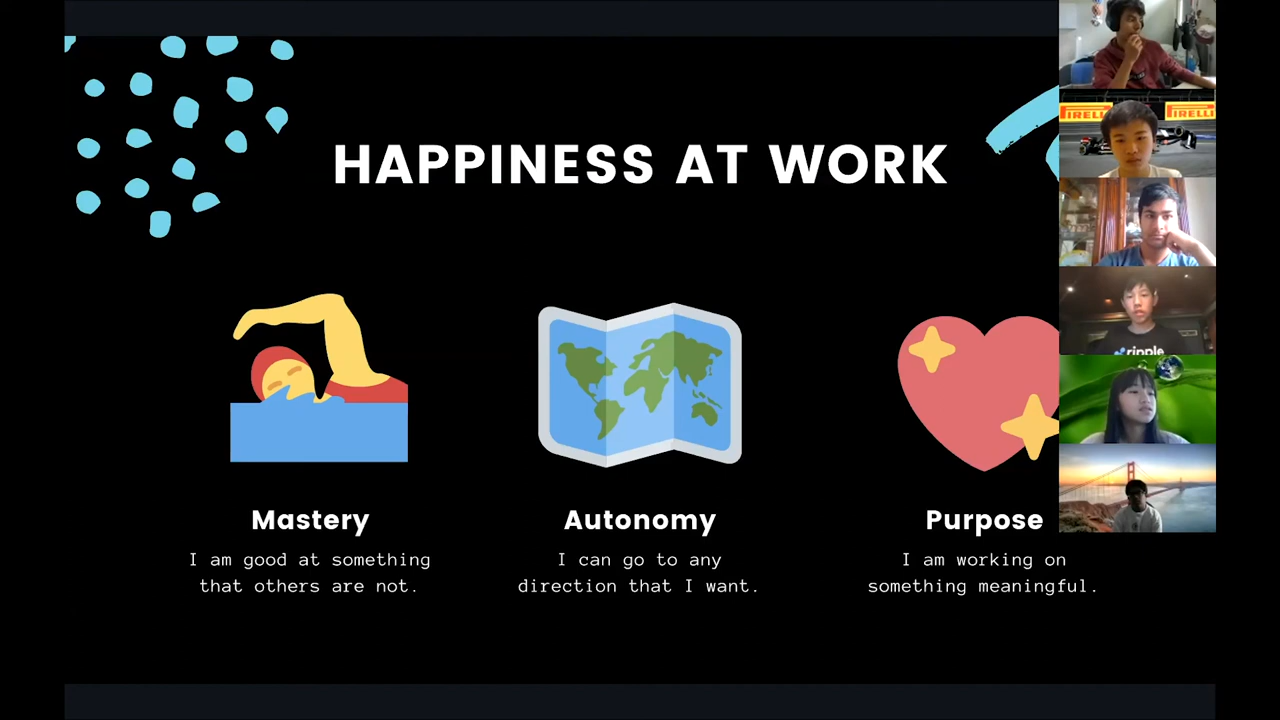 HAPPINESS AT WORK
Mastery
I am good at something
that others are not.
Autonomy
I can go to any
direction that I want.
Purpose
I am working on
something meaningful.
PIRELLI
ripple